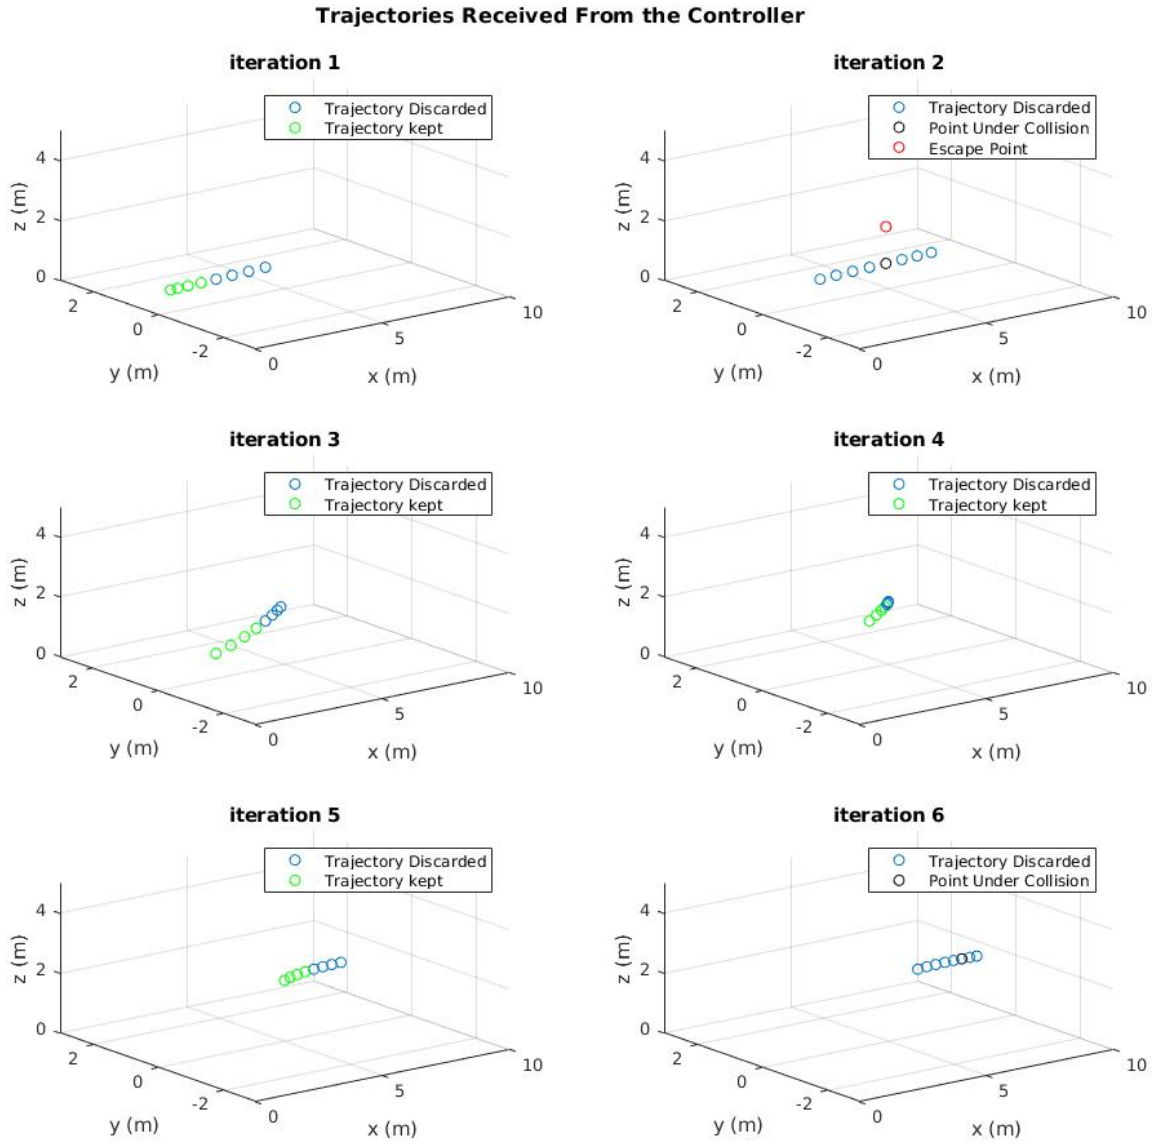 Trajectories Received From the Controller
iteration 1
Trajectory Discarded
Trajectory kept
4
2
0
z (m)
2
0
-2
y (m)
0
5
10
x (m)
iteration 2
Trajectory Discarded
Point Under Collision
Escape Point
4
2
0
z (m)
2
0
-2
y (m)
0
5
10
x (m)
iteration 3
Trajectory Discarded
Trajectory kept
4
2
0
z (m)
2
0
-2
y (m)
0
5
10
x (m)
iteration 4
Trajectory Discarded
Trajectory kept
4
2
0
z (m)
2
0
-2
y (m)
0
5
10
x (m)
iteration 5
Trajectory Discarded
Trajectory kept
4
2
0
z (m)
2
0
-2
y (m)
0
5
10
x (m)
iteration 6
Trajectory Discarded
Point Under Collision
4
2
0
z (m)
2
0
-2
y (m)
0
5
10
x (m)